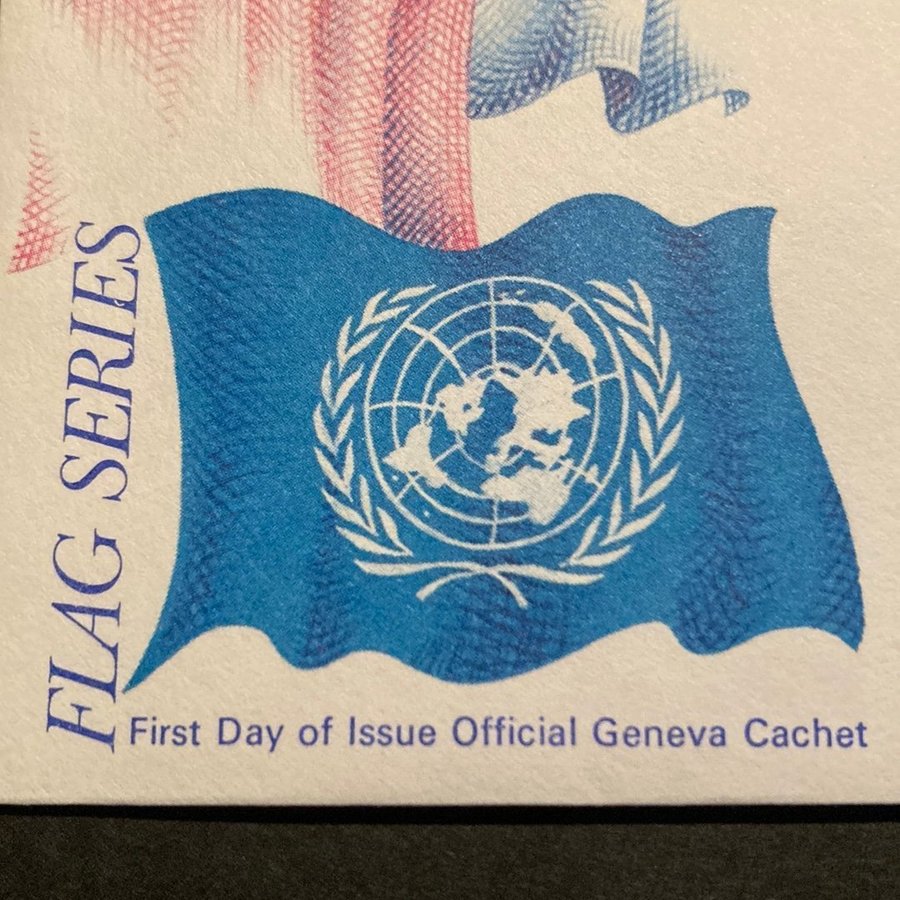 FLAG SERIES
First Day of Issue Official Geneva Cachet